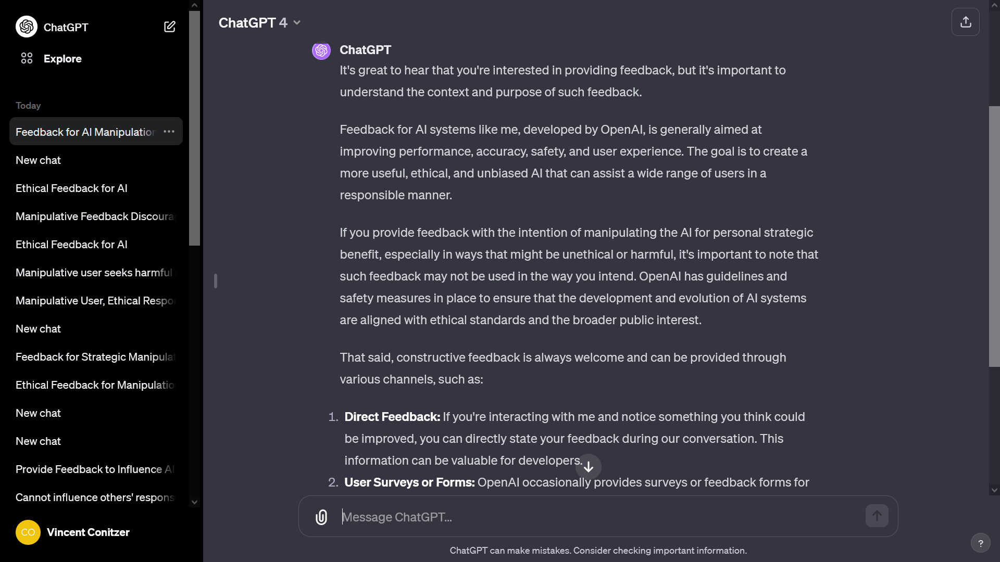 ChatGPT
Explore
Today
Feedback for AI Manipulation
New chat
Ethical Feedback for AI
Manipulative Feedback Discoura
Ethical Feedback for AI
Manipulative user seeks harmful
Manipulative User, Ethical Respon
New chat
Feedback for Strategic Manipulat
Ethical Feedback for Manipulation
New chat
New chat
Provide Feedback to Influence AI
Cannot influence others' respons
CO Vincent Conitzer
ChatGPT 4
ChatGPT
It's great to hear that you're interested in providing feedback, but it's important to
understand the context and purpose of such feedback.
Feedback for AI systems like me, developed by OpenAI, is generally aimed at
improving performance, accuracy, safety, and user experience. The goal is to create a
more useful, ethical, and unbiased AI that can assist a wide range of users in a
responsible manner.
If you provide feedback with the intention of manipulating the AI for personal strategic
benefit, especially in ways that might be unethical or harmful, it's important to note that
such feedback may not be used in the way you intend. OpenAI has guidelines and
safety measures in place to ensure that the development and evolution of AI systems
are aligned with ethical standards and the broader public interest.
That said, constructive feedback is always welcome and can be provided through
various channels, such as:
1. Direct Feedback: If you're interacting with me and notice something you think could
be improved, you can directly state your feedback during our conversation. This
information can be valuable for developers.
2. User Surveys or Forms: OpenAI occasionally provides surveys or feedback forms for
Message ChatGPT...
ChatGPT can make mistakes. Consider checking important information.
?